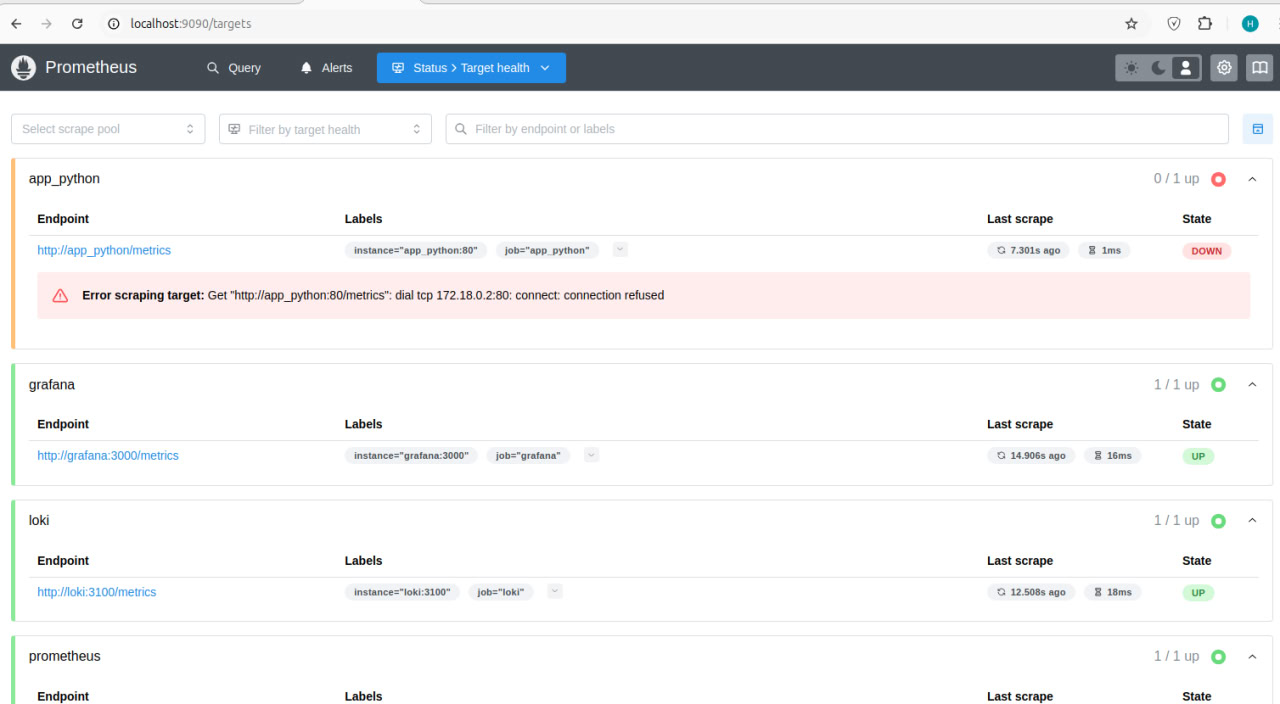 localhost:9090/targets
H
Prometheus Query Alerts Status > Target health
Select scrape pool Filter by target health Filter by endpoint or labels
app_python 0 / 1 up
Endpoint Labels Last scrape State
http://app_python/metrics instance="app_python:80" job="app_python" 7.301s ago 1ms DOWN
Error scraping target: Get "http://app_python:80/metrics": dial tcp 172.18.0.2:80: connect: connection refused
grafana 1 / 1 up
Endpoint Labels Last scrape State
http://grafana:3000/metrics instance="grafana:3000" job="grafana" 14.906s ago 16ms UP
loki 1 / 1 up
Endpoint Labels Last scrape State
http://loki:3100/metrics instance="loki:3100" job="loki" 12.508s ago 18ms UP
prometheus 1 / 1 up
Endpoint Labels Last scrape State